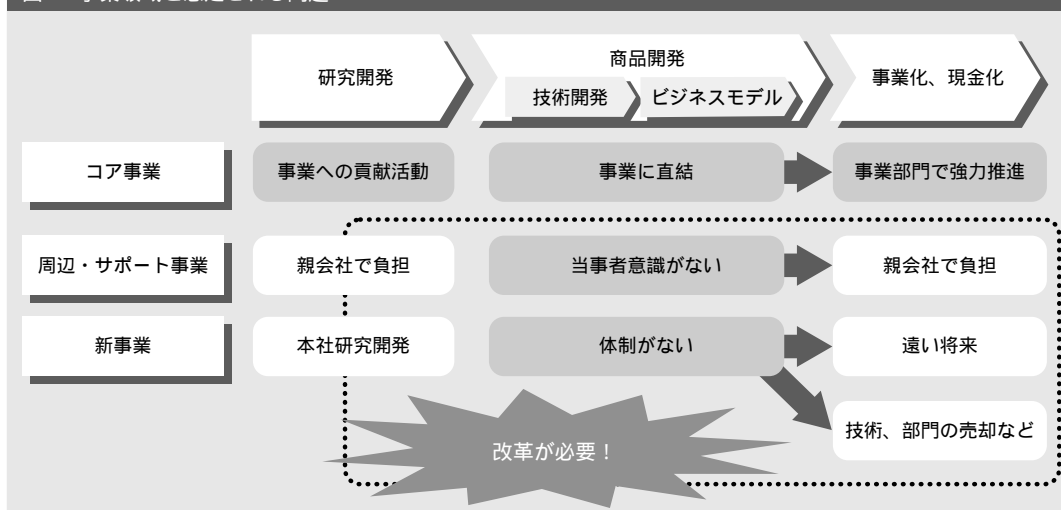 研究開発
商品開発
技術開発
ビジネスモデル
事業化、現金化
コア事業
事業への貢献活動
事業に直結
事業部門で強力推進
周辺・サポート事業
親会社で負担
当事者意識がない
親会社で負担
新事業
本社研究開発
体制がない
遠い将来
技術、部門の売却など
改革が必要！